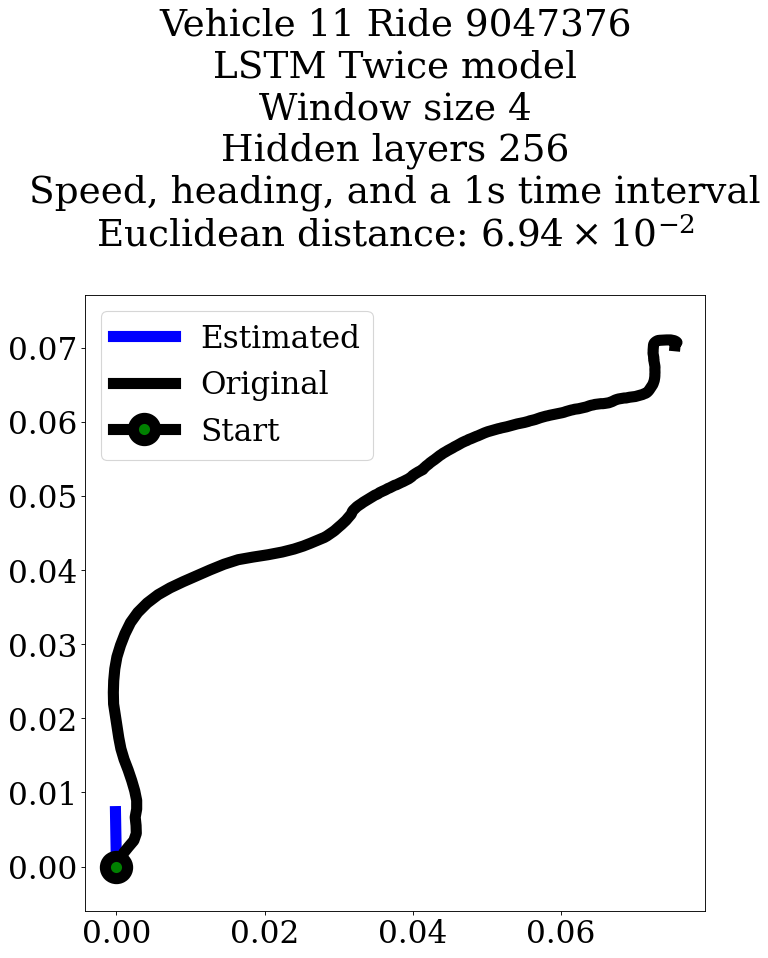 Vehicle 11 Ride 9047376
LSTM Twice model
Window size 4
Hidden layers 256
Speed, heading, and a 1s time interval
Euclidean distance: 6.94 × 10⁻²
Estimated
Original
Start
0.07
0.06
0.05
0.04
0.03
0.02
0.01
0.00
0.00 0.02 0.04 0.06